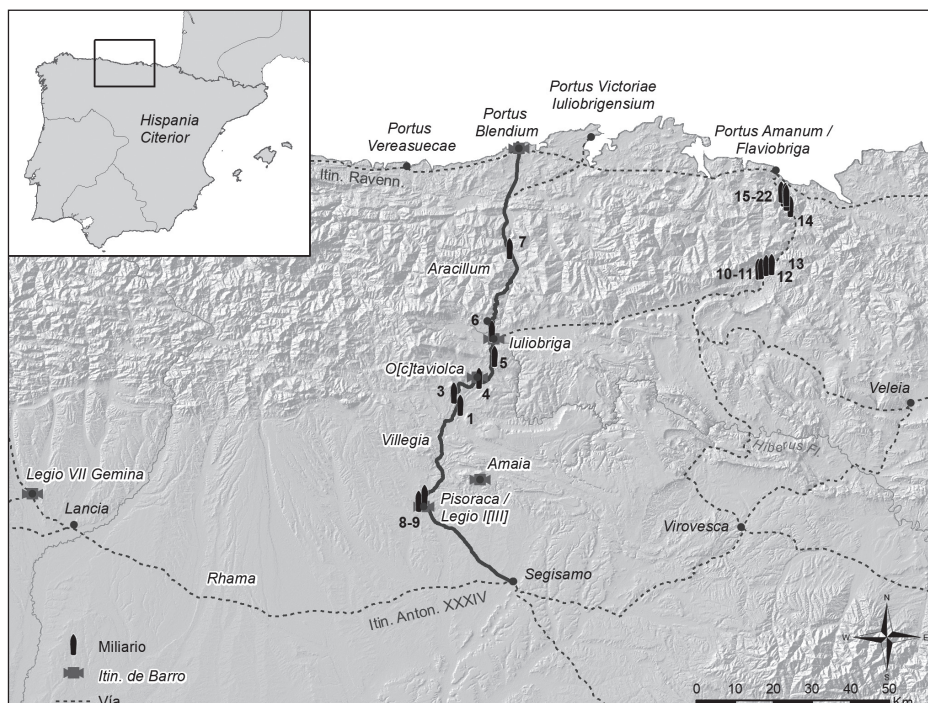 Hispania
Citerior
Portus Victoriae
Iuliobrigensium
Portus
Blendium
Portus
Vereasuecae
Portus Amanum /
Flaviobriga
Itin. Ravenn.
15-22
14
7
Aracillum
10-11
13
12
6
Iuliobriga
5
O[c]taviolca
4
3
1
Veleia
Villegia
Hiberus Fl.
Amaia
Legio VII Gemina
Pisoraca /
Legio I[III]
8-9
Lancia
Virovesca
Rhama
Segisamo
Itin. Anton. XXXIV
N
W
E
S
Miliario
Itin. de Barro
Vía
0 10 20 30 40 50
Km